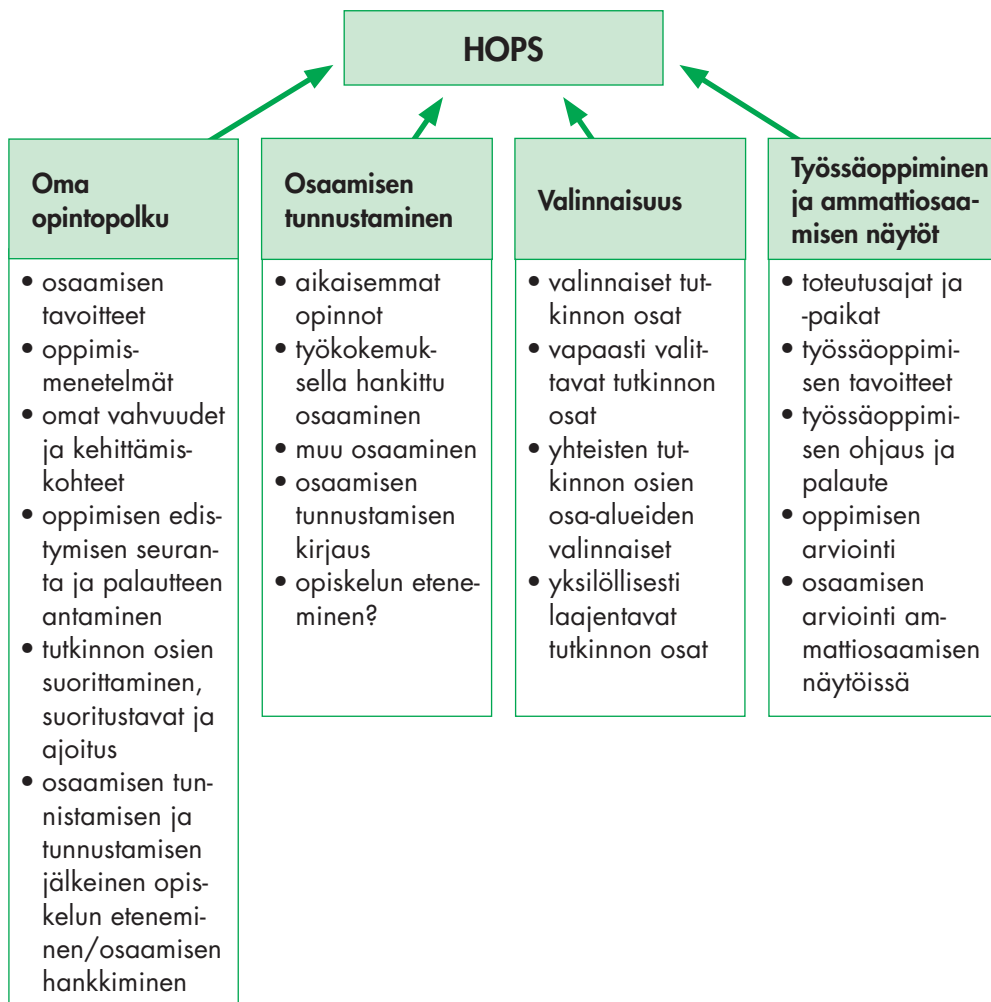 HOPS
Oma
opintopolku
• osaamisen
tavoitteet
• oppimis-
menetelmät
• omat vahvuudet
ja kehittämis-
kohteet
• oppimisen edis-
tymisen seuran-
ta ja palautteen
antaminen
• tutkinnon osien
suorittaminen,
suoritustavat ja
ajoitus
• osaamisen tun-
nistamisen ja
tunnustamisen
jälkeinen opis-
kelun etenemi-
nen/osaamisen
hankkiminen
Osaamisen
tunnustaminen
• aikaisemmat
opinnot
• työkokemuk-
sella hankittu
osaaminen
• muu osaaminen
• osaamisen
tunnustamisen
kirjaus
• opiskelun etene-
minen?
Valinnaisuus
• valinnaiset tut-
kinnon osat
• vapaasti valit-
tavat tutkinnon
osat
• yhteisten tut-
kinnon osien
osa-alueiden
valinnaiset
• yksilöllisesti
laajentavat
tutkinnon osat
Työssäoppiminen
ja ammattiosaa-
misen näytöt
• toteutusajat ja
-paikat
• työssäoppimi-
sen tavoitteet
• työssäoppimi-
sen ohjaus ja
palaute
• oppimisen
arviointi
• osaamisen
arviointi am-
mattiosaamisen
näytöissä